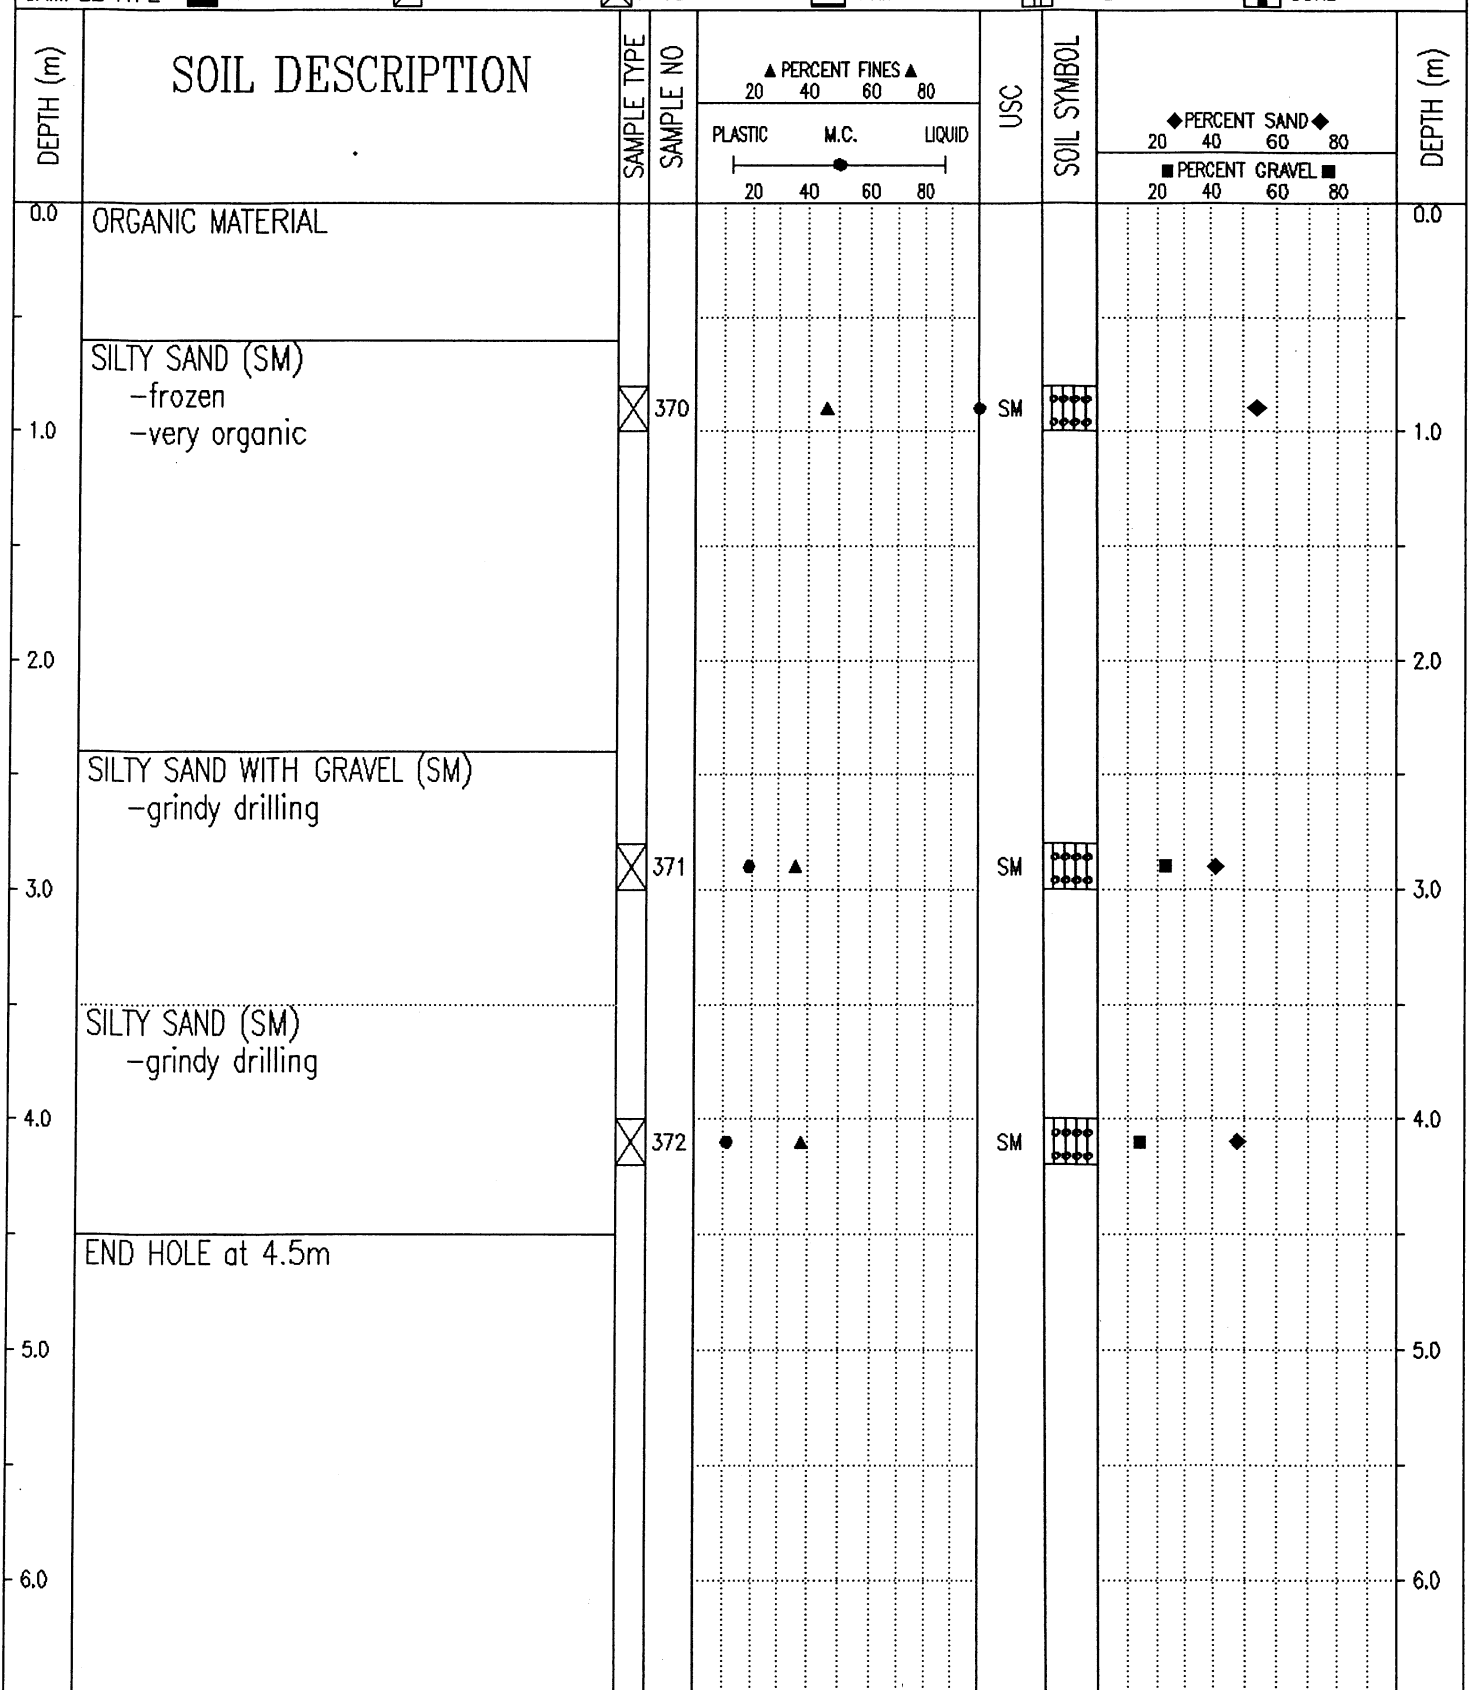 DEPTH (m)
SOIL DESCRIPTION
SAMPLE TYPE
SAMPLE NO
▲ PERCENT FINES ▲
20 40 60 80
PLASTIC M.C. LIQUID
20 40 60 80
USC
SOIL SYMBOL
◆ PERCENT SAND ◆
20 40 60 80
■ PERCENT GRAVEL ■
20 40 60 80
DEPTH (m)
0.0 ORGANIC MATERIAL 0.0
SILTY SAND (SM)
-frozen
370 SM
1.0 -very organic 1.0
2.0 2.0
SILTY SAND WITH GRAVEL (SM)
-grindy drilling
371 SM
3.0 3.0
SILTY SAND (SM)
-grindy drilling
4.0 4.0
372 SM
END HOLE at 4.5m
5.0 5.0
6.0 6.0